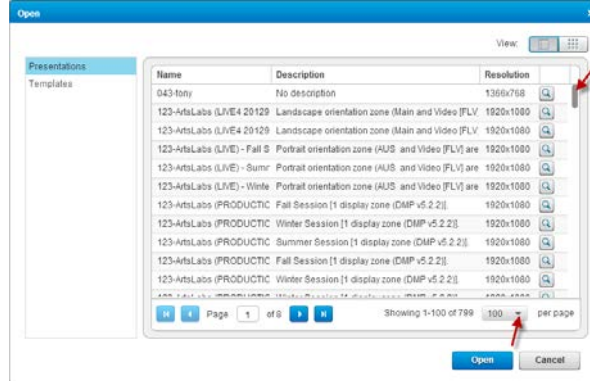 Open
View:
Presentations
Templates
Name Description Resolution
043-tony No description 1366x768
123-ArtsLabs (LIVE4 20129 Landscape orientation zone (Main and Video [FLV, 1920x1080
123-ArtsLabs (LIVE4 20129 Landscape orientation zone (Main and Video [FLV, 1920x1080
123-ArtsLabs (LIVE) - Fall S Portrait orientation zone (AUS and Video [FLV] are 1920x1080
123-ArtsLabs (LIVE) - Summ Portrait orientation zone (AUS and Video [FLV] are 1920x1080
123-ArtsLabs (LIVE) - Winte Portrait orientation zone (AUS and Video [FLV] are 1920x1080
123-ArtsLabs (PRODUCTIC Fall Session [1 display zone (DMP v5.2.2)]. 1920x1080
123-ArtsLabs (PRODUCTIC Winter Session [1 display zone (DMP v5.2.2)]. 1920x1080
123-ArtsLabs (PRODUCTIC Summer Session [1 display zone (DMP v5.2.2)]. 1920x1080
123-ArtsLabs (PRODUCTIC Fall Session [1 display zone (DMP v5.2.2)]. 1920x1080
123-ArtsLabs (PRODUCTIC Winter Session [1 display zone (DMP v5.2.2)]. 1920x1080
Page 1 of 8 Showing 1-100 of 799 100 per page
Open Cancel